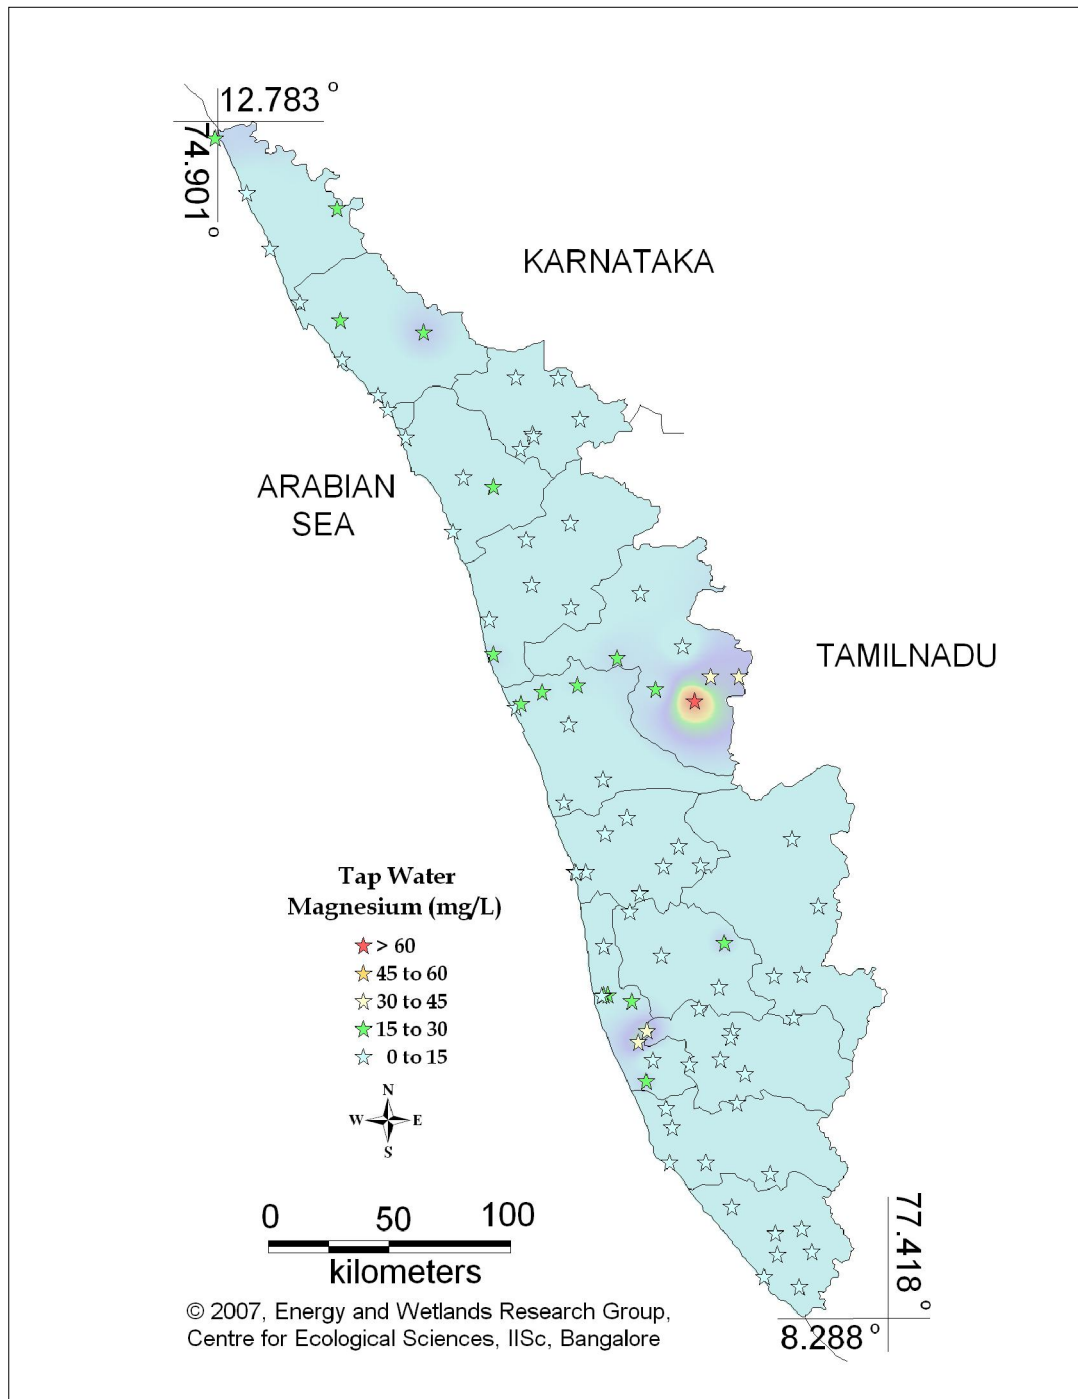 12.783 °
74.901 °
KARNATAKA
ARABIAN
SEA
TAMILNADU
Tap Water
Magnesium (mg/L)
> 60
45 to 60
30 to 45
15 to 30
0 to 15
N
W E
S
0 50 100
kilometers
77.418 °
8.288 °
© 2007, Energy and Wetlands Research Group,
Centre for Ecological Sciences, IISc, Bangalore